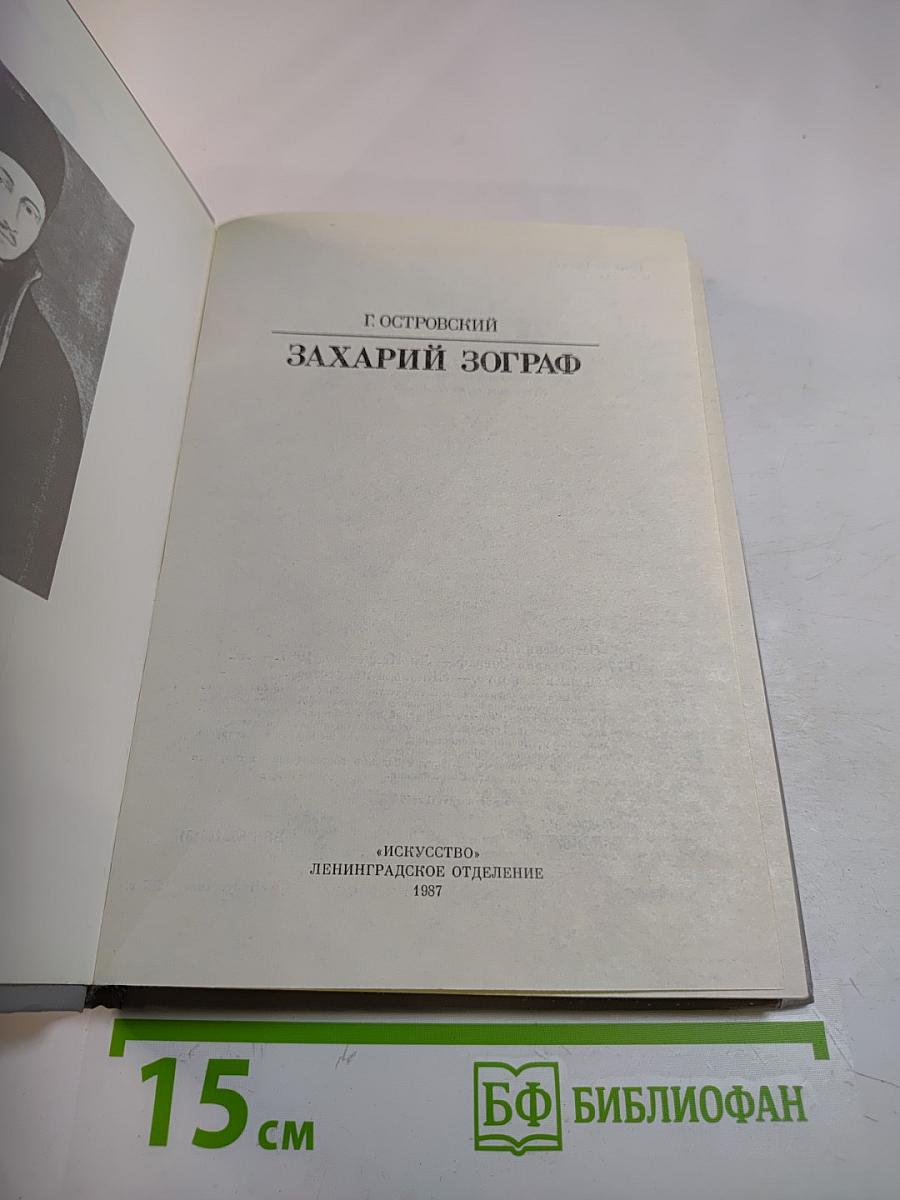 Г. ОСТРОВСКИЙ
ЗАХАРИЙ ЗОГРАФ
«ИСКУССТВО»
ЛЕНИНГРАДСКОЕ ОТДЕЛЕНИЕ
1987
15 см
БФ БИБЛИОФАН